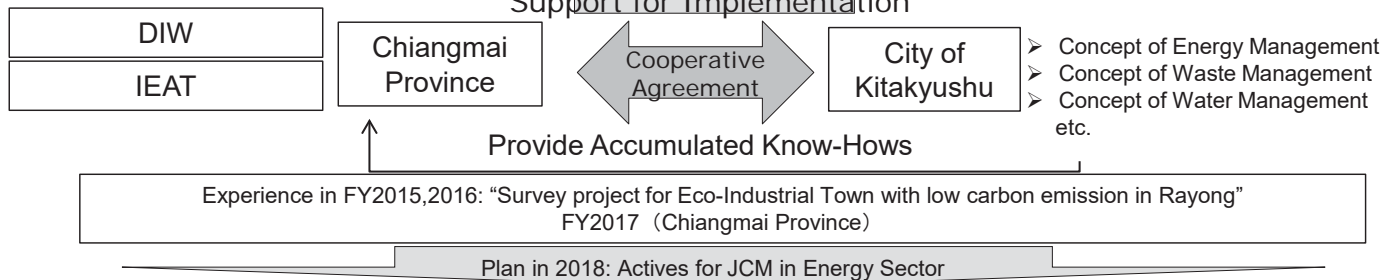 Support for Implementation
DIW
IEAT
Chiangmai
Province
Cooperative
Agreement
City of
Kitakyushu
➢ Concept of Energy Management
➢ Concept of Waste Management
➢ Concept of Water Management
etc.
Provide Accumulated Know-Hows
Experience in FY2015,2016: “Survey project for Eco-Industrial Town with low carbon emission in Rayong”
FY2017（Chiangmai Province）
Plan in 2018: Actives for JCM in Energy Sector